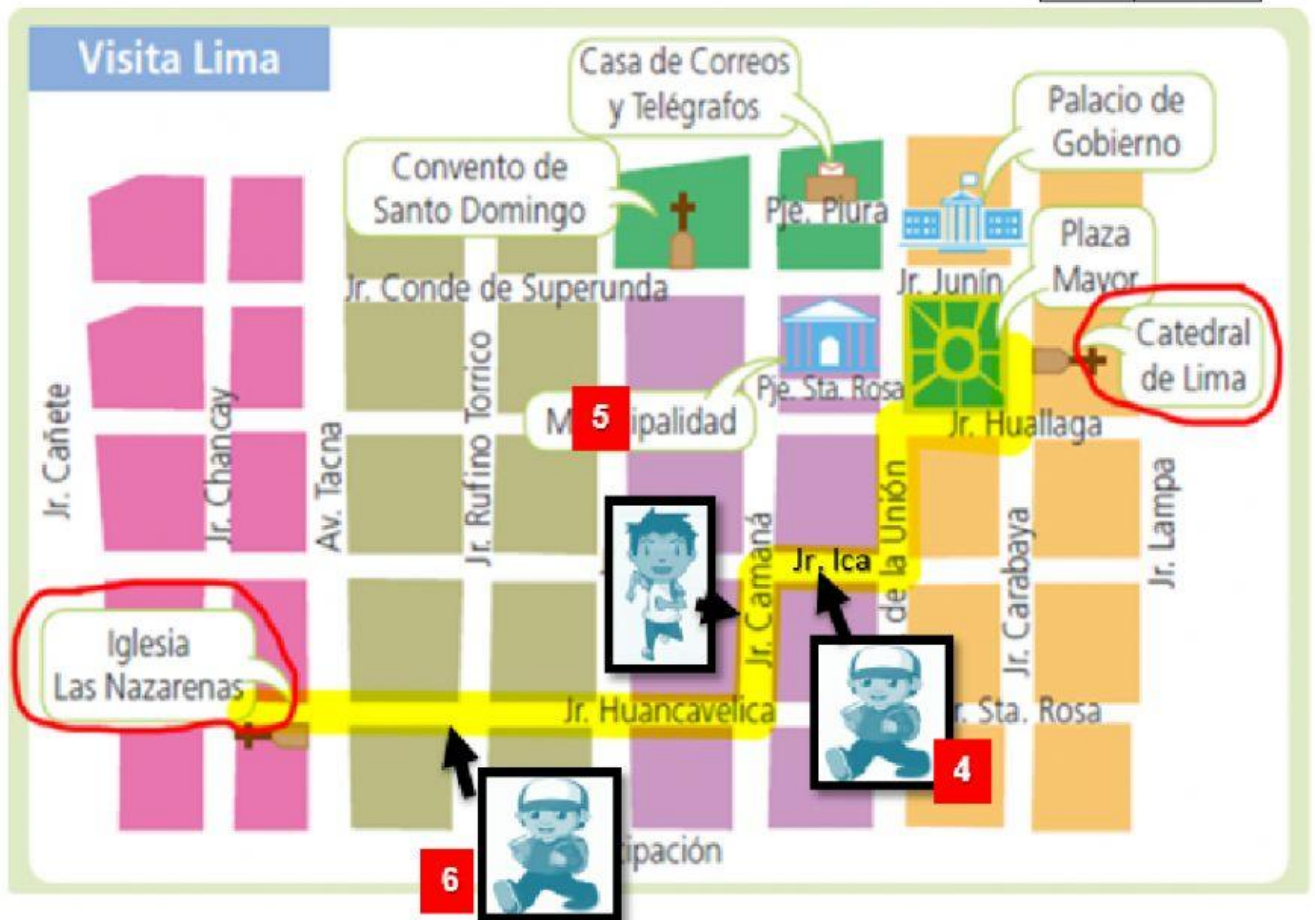 Visita Lima
Casa de Correos
y Telégrafos
Palacio de
Gobierno
Convento de
Santo Domingo
Pje. Piura
Plaza
Mayor
Jr. Conde de Superunda
Jr. Junín
Catedral
de Lima
Pje. Sta. Rosa
M
5
ipalidad
Jr. Huallaga
Jr. Cañete
Jr. Chancay
Av. Tacna
Jr. Rufino Torrico
Jr. Camaná
Jr. Ica
de la Unión
Jr. Carabaya
Jr. Lampa
Iglesia
Las Nazarenas
Jr. Huancavelica
r. Sta. Rosa
4
6
cipación